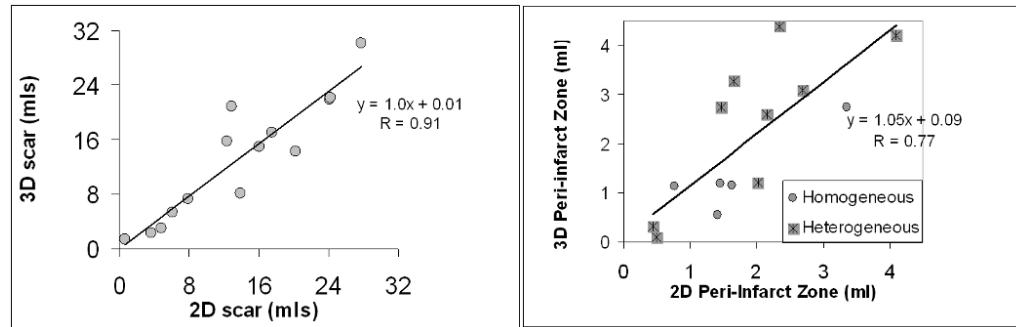 32
24
16
8
0
3D scar (mls)
y = 1.0x + 0.01
R = 0.91
0 8 16 24 32
2D scar (mls)
4
3
2
1
0
3D Peri-infarct Zone (ml)
y = 1.05x + 0.09
R = 0.77
Homogeneous
Heterogeneous
0 1 2 3 4
2D Peri-Infarct Zone (ml)